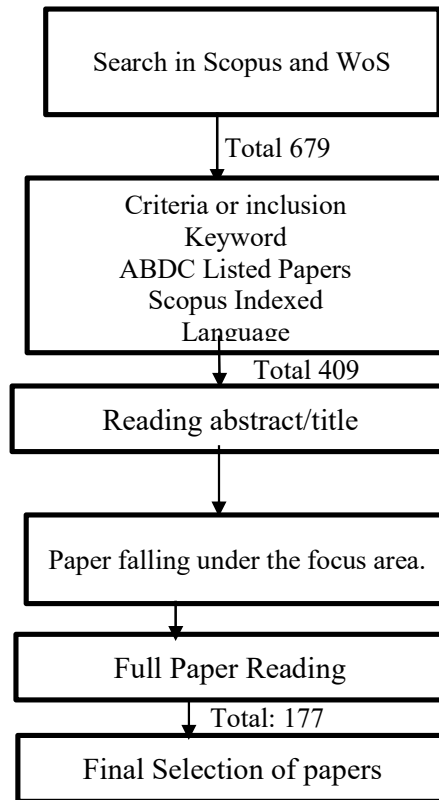 Search in Scopus and WoS
Total 679
Criteria or inclusion
Keyword
ABDC Listed Papers
Scopus Indexed
Language
Total 409
Reading abstract/title
Paper falling under the focus area.
Full Paper Reading
Total: 177
Final Selection of papers